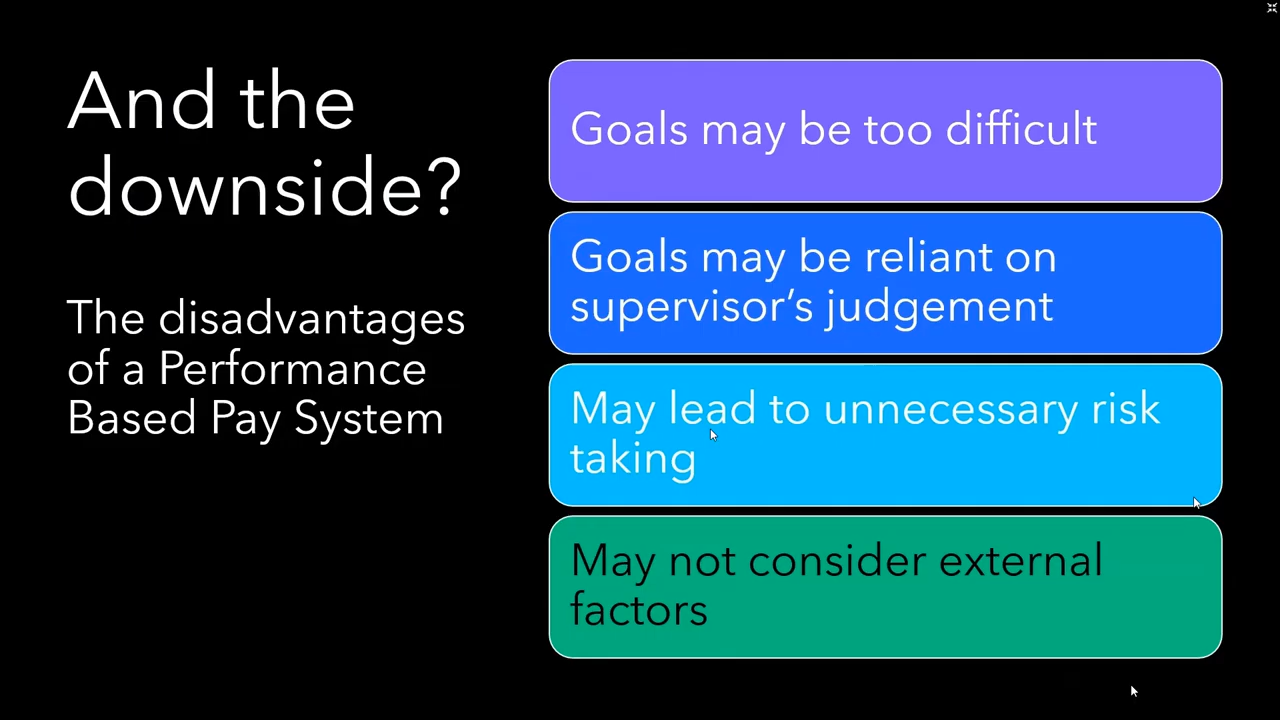 And the
downside?
The disadvantages
of a Performance
Based Pay System
Goals may be too difficult
Goals may be reliant on
supervisor’s judgement
May lead to unnecessary risk
taking
May not consider external
factors